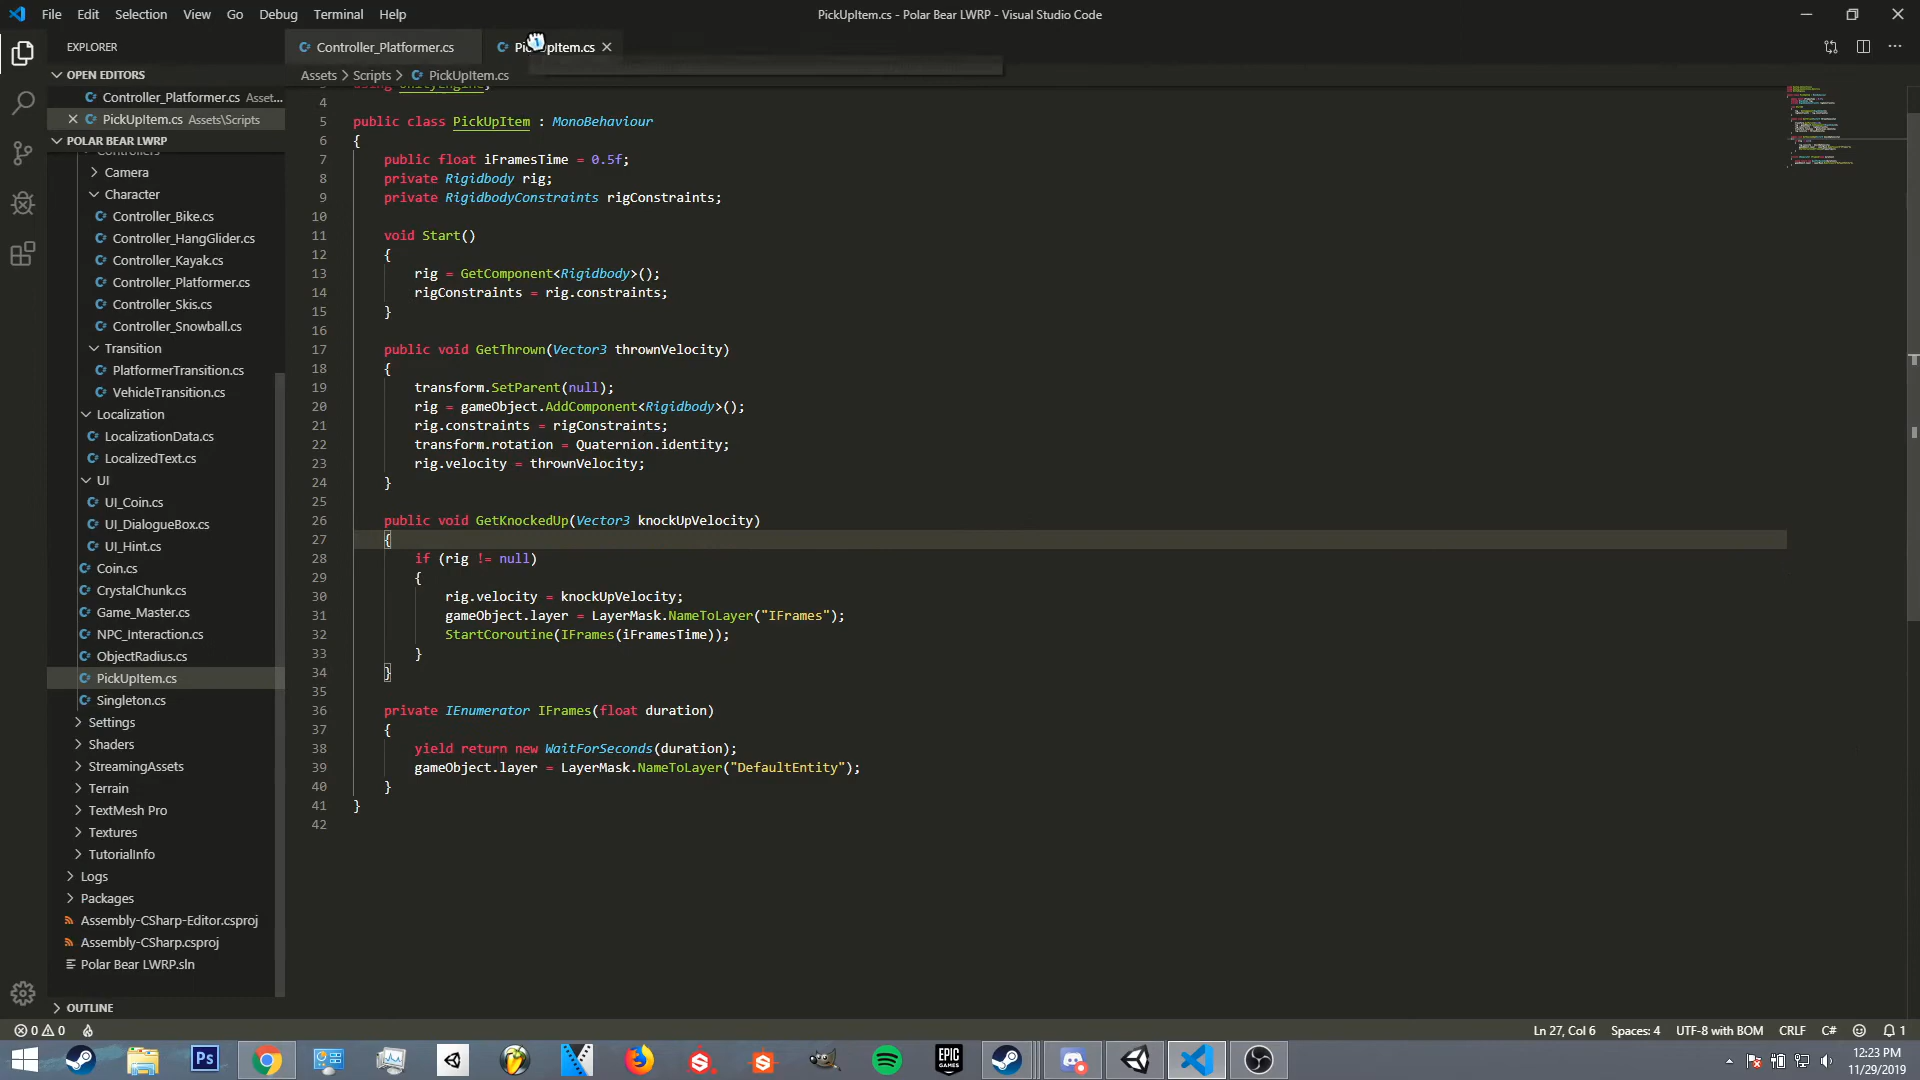 File Edit Selection View Go Debug Terminal Help
PickUpItem.cs - Polar Bear LWRP - Visual Studio Code
EXPLORER
Controller_Platformer.cs
OPEN EDITORS
Assets > Scripts > PickUpItem.cs
Controller_Platformer.cs Asset...
PickUpItem.cs Assets\Scripts
POLAR BEAR LWRP
Controllers
Camera
Character
Controller_Bike.cs
Controller_HangGlider.cs
Controller_Kayak.cs
Controller_Platformer.cs
Controller_Skis.cs
Controller_Snowball.cs
Transition
PlatformerTransition.cs
VehicleTransition.cs
Localization
LocalizationData.cs
LocalizedText.cs
UI
UI_Coin.cs
UI_DialogueBox.cs
UI_Hint.cs
Coin.cs
CrystalChunk.cs
Game_Master.cs
NPC_Interaction.cs
ObjectRadius.cs
PickUpItem.cs
Singleton.cs
Settings
Shaders
StreamingAssets
Terrain
TextMesh Pro
Textures
TutorialInfo
Logs
Packages
Assembly-CSharp-Editor.csproj
Assembly-CSharp.csproj
Polar Bear LWRP.sln
OUTLINE
3 using UnityEngine;
4
5 public class PickUpItem : MonoBehaviour
6 {
7 public float iFramesTime = 0.5f;
8 private Rigidbody rig;
9 private RigidbodyConstraints rigConstraints;
10
11 void Start()
12 {
13 rig = GetComponent<Rigidbody>();
14 rigConstraints = rig.constraints;
15 }
16
17 public void GetThrown(Vector3 thrownVelocity)
18 {
19 transform.SetParent(null);
20 rig = gameObject.AddComponent<Rigidbody>();
21 rig.constraints = rigConstraints;
22 transform.rotation = Quaternion.identity;
23 rig.velocity = thrownVelocity;
24 }
25
26 public void GetKnockedUp(Vector3 knockUpVelocity)
27 {
28 if (rig != null)
29 {
30 rig.velocity = knockUpVelocity;
31 gameObject.layer = LayerMask.NameToLayer("IFrames");
32 StartCoroutine(IFrames(iFramesTime));
33 }
34 }
35
36 private IEnumerator IFrames(float duration)
37 {
38 yield return new WaitForSeconds(duration);
39 gameObject.layer = LayerMask.NameToLayer("DefaultEntity");
40 }
41 }
42
0 0
Ln 27, Col 6 Spaces: 4 UTF-8 with BOM CRLF C# 1
Ps
EPIC GAMES
12:23 PM
11/29/2019